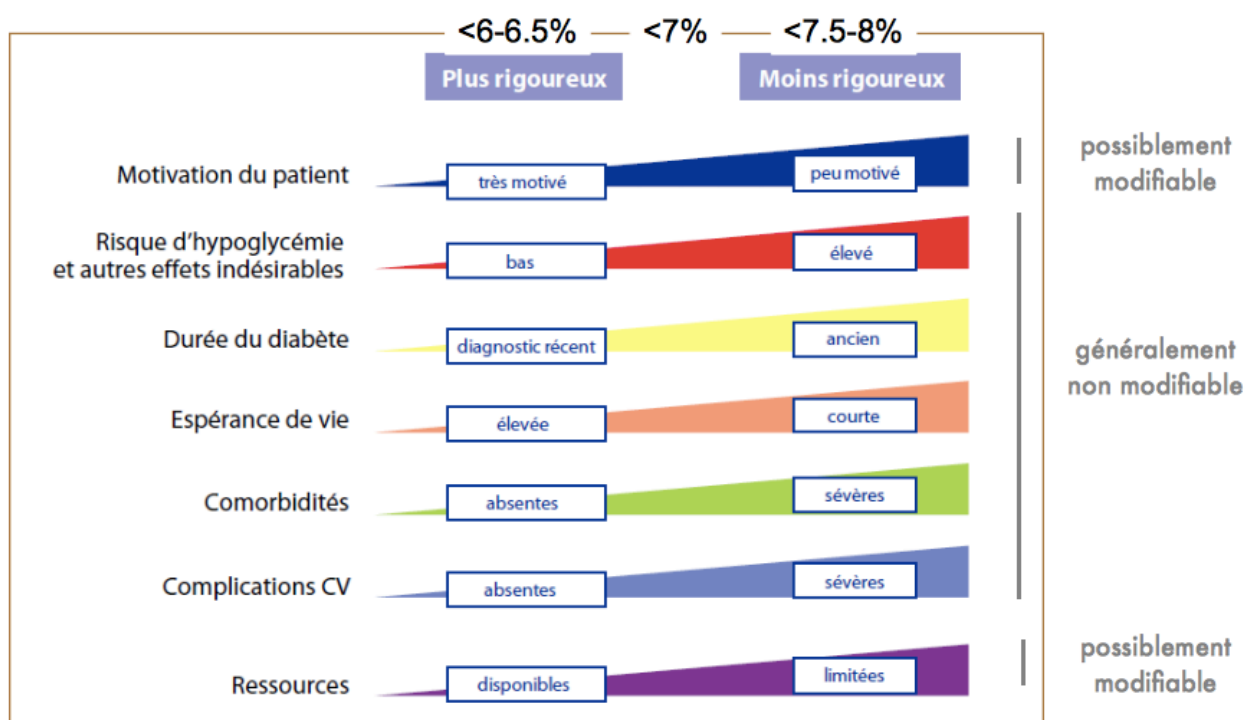 <6-6.5% <7% <7.5-8%
Plus rigoureux Moins rigoureux
Motivation du patient très motivé peu motivé
possiblement
modifiable
Risque d'hypoglycémie
et autres effets indésirables bas élevé
Durée du diabète diagnostic récent ancien
généralement
non modifiable
Espérance de vie élevée courte
Comorbidités absentes sévères
Complications CV absentes sévères
Ressources disponibles limitées
possiblement
modifiable